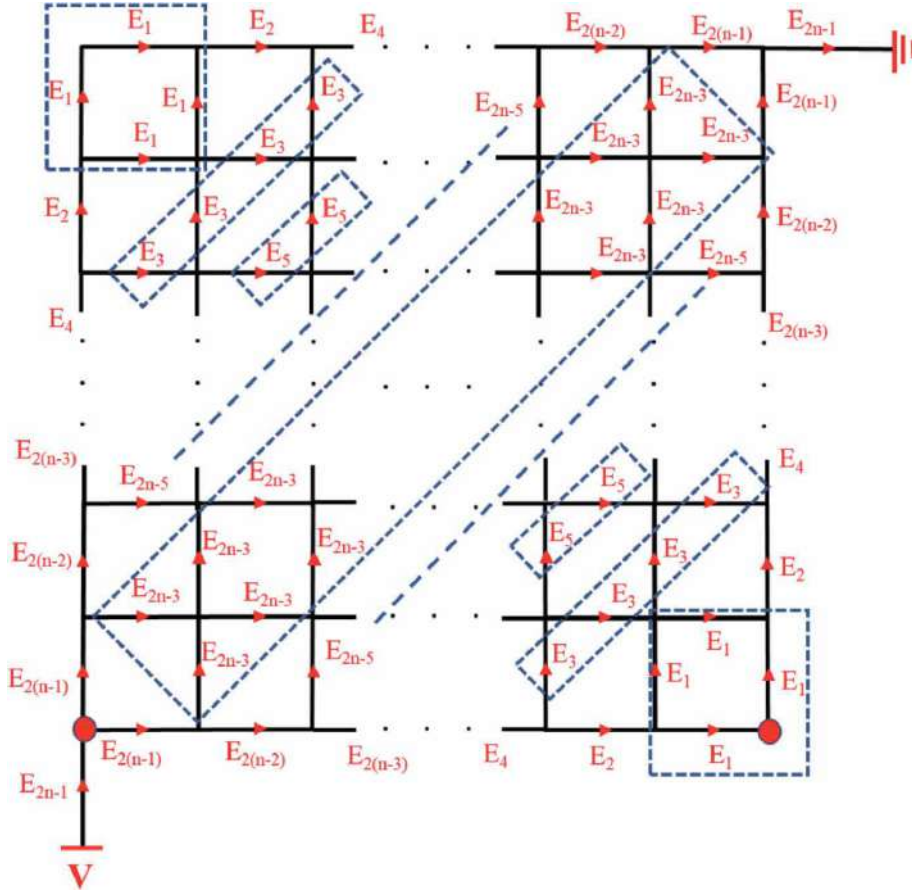 E₁ E₂ E₄ E₂₍ₙ₋₂₎ E₂₍ₙ₋₁₎ E₂ₙ₋₁
E₁ E₁ E₃ E₂ₙ₋₅ E₂ₙ₋₃ E₂₍ₙ₋₁₎
E₁ E₃ E₂ₙ₋₃ E₂ₙ₋₃
E₂ E₃ E₅ E₂ₙ₋₃ E₂ₙ₋₃ E₂₍ₙ₋₂₎
E₃ E₅ E₂ₙ₋₃ E₂ₙ₋₅
E₄ E₂₍ₙ₋₃₎
E₂₍ₙ₋₃₎ E₄
E₂ₙ₋₅ E₂ₙ₋₃ E₅ E₃
E₂₍ₙ₋₂₎ E₂ₙ₋₃ E₂ₙ₋₃ E₅ E₃ E₂
E₂ₙ₋₃ E₂ₙ₋₃ E₃ E₁
E₂₍ₙ₋₁₎ E₂ₙ₋₃ E₂ₙ₋₅ E₃ E₁ E₁
E₂₍ₙ₋₁₎ E₂₍ₙ₋₂₎ E₂₍ₙ₋₃₎ E₄ E₂ E₁
E₂ₙ₋₁
V